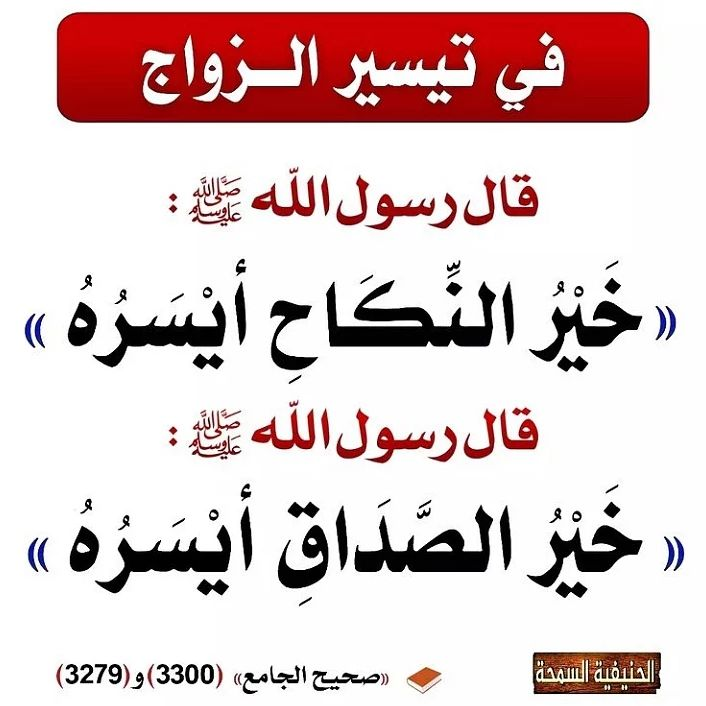 في تيسير الـزواج
قال رسول الله ﷺ :
« خَيْرُ النِّكَاحِ أيْسَرُهُ »
قال رسول الله ﷺ :
« خَيْرُ الصَّدَاقِ أيْسَرُهُ »
الحنيفية السمحة
«صحيح الجامع» (3300) و (3279)